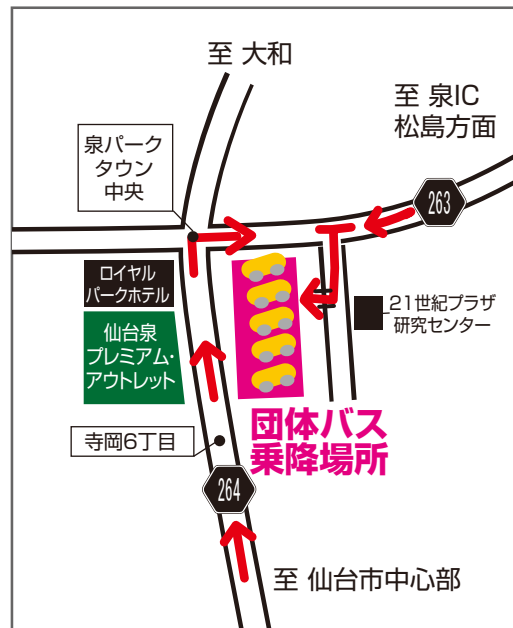 至 大和
至 泉IC
松島方面
泉パーク
タウン
中央
263
ロイヤル
パークホテル
21世紀プラザ
研究センター
仙台泉
プレミアム・
アウトレット
団体バス
乗降場所
寺岡6丁目
264
至 仙台市中心部